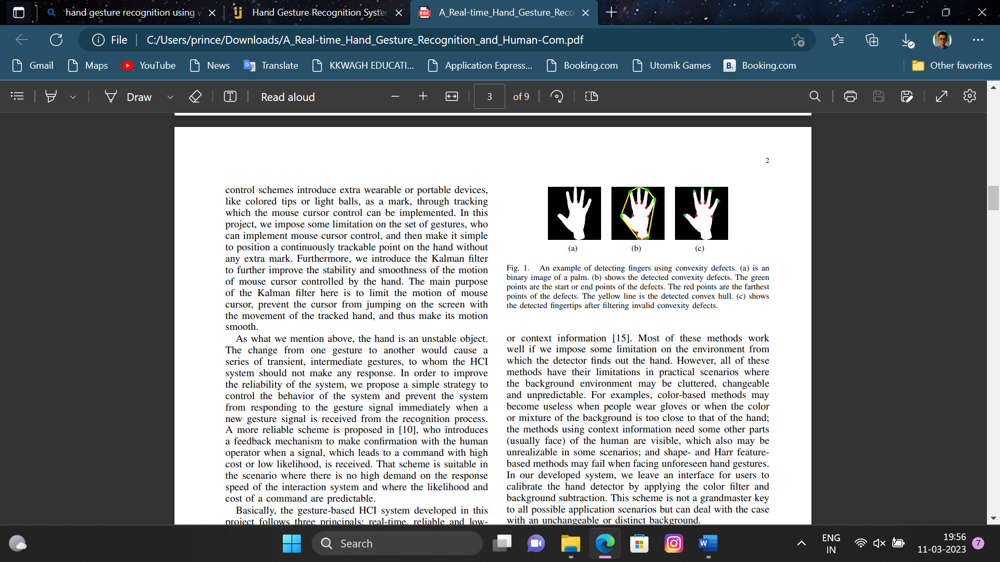 hand gesture recognition using
Hand Gesture Recognition Syste
A_Real-time_Hand_Gesture_Reco
File
C:/Users/prince/Downloads/A_Real-time_Hand_Gesture_Recognition_and_Human-Com.pdf
Gmail
Maps
YouTube
News
Translate
KKWAGH EDUCATI...
Application Express...
Booking.com
Utomik Games
Booking.com
Other favorites
Draw
Read aloud
3
of 9
2
control schemes introduce extra wearable or portable devices,
like colored tips or light balls, as a mark, through tracking
which the mouse cursor control can be implemented. In this
project, we impose some limitation on the set of gestures, who
can implement mouse cursor control, and then make it simple
to position a continuously trackable point on the hand without
any extra mark. Furthermore, we introduce the Kalman filter
to further improve the stability and smoothness of the motion
of mouse cursor controlled by the hand. The main purpose
of the Kalman filter here is to limit the motion of mouse
cursor, prevent the cursor from jumping on the screen with
the movement of the tracked hand, and thus make its motion
smooth.
As what we mention above, the hand is an unstable object.
The change from one gesture to another would cause a
series of transient, intermediate gestures, to whom the HCI
system should not make any response. In order to improve
the reliability of the system, we propose a simple strategy to
control the behavior of the system and prevent the system
from responding to the gesture signal immediately when a
new gesture signal is received from the recognition process.
A more reliable scheme is proposed in [10], who introduces
a feedback mechanism to make confirmation with the human
operator when a signal, which leads to a command with high
cost or low likelihood, is received. That scheme is suitable in
the scenario where there is no high demand on the response
speed of the interaction system and where the likelihood and
cost of a command are predictable.
Basically, the gesture-based HCI system developed in this
project follows three principals: real-time, reliable and low-
(a)
(b)
(c)
Fig. 1. An example of detecting fingers using convexity defects. (a) is an
binary image of a palm. (b) shows the detected convexity defects. The green
points are the start or end points of the defects. The red points are the farthest
points of the defects. The yellow line is the detected convex hull. (c) shows
the detected fingertips after filtering invalid convexity defects.
or context information [15]. Most of these methods work
well if we impose some limitation on the environment from
which the detector finds out the hand. However, all of these
methods have their limitations in practical scenarios where
the background environment may be cluttered, changeable
and unpredictable. For examples, color-based methods may
become useless when people wear gloves or when the color
or mixture of the background is too close to that of the hand;
the methods using context information need some other parts
(usually face) of the human are visible, which also may be
unrealizable in some scenarios; and shape- and Harr feature-
based methods may fail when facing unforeseen hand gestures.
In our developed system, we leave an interface for users to
calibrate the hand detector by applying the color filter and
background subtraction. This scheme is not a grandmaster key
to all possible application scenarios but can deal with the case
with an unchangeable or distinct background.
Search
ENG
IN
19:56
11-03-2023
7